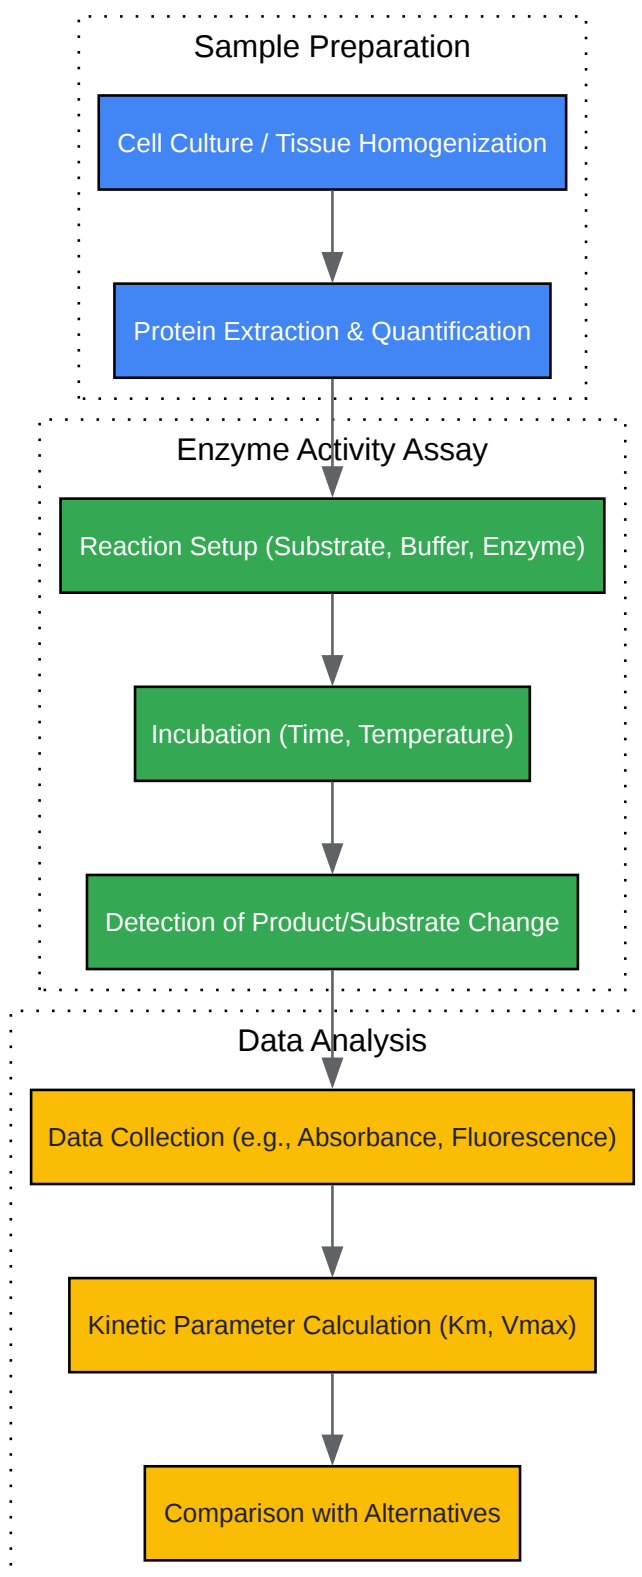 Sample Preparation
Cell Culture / Tissue Homogenization
Protein Extraction & Quantification
Enzyme Activity Assay
Reaction Setup (Substrate, Buffer, Enzyme)
Incubation (Time, Temperature)
Detection of Product/Substrate Change
Data Analysis
Data Collection (e.g., Absorbance, Fluorescence)
Kinetic Parameter Calculation (Km, Vmax)
Comparison with Alternatives